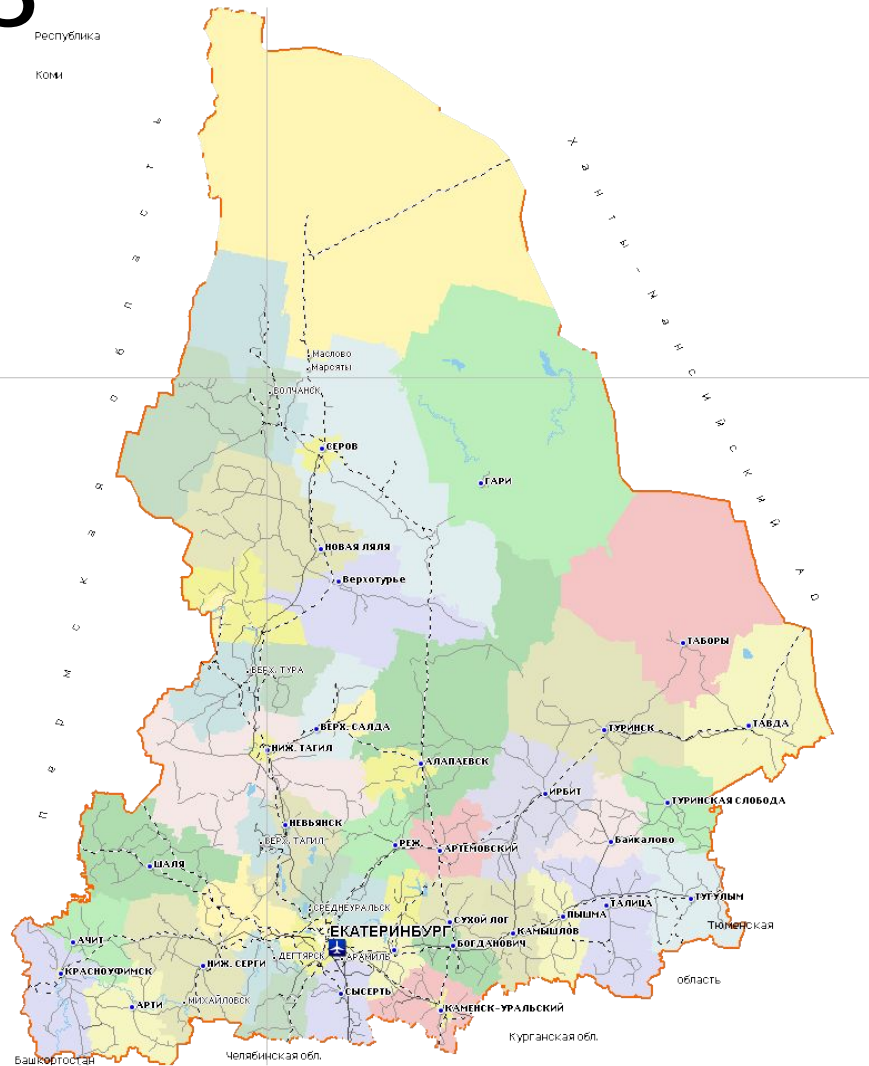 Республика
Коми
Пермская область
Ханты-Мансийский АО
Маслово
Марсяты
ВОЛЧАНСК
СЕРОВ
ГАРИ
НОВАЯ ЛЯЛЯ
Верхотурье
ТАБОРЫ
ВЕРХ. ТУРА
ТАВДА
ВЕРХ. САЛДА
ТУРИНСК
НИЖ. ТАГИЛ
АЛАПАЕВСК
ИРБИТ
ТУРИНСКАЯ СЛОБОДА
НЕВЬЯНСК
ВЕРХ. ТАГИЛ
РЕЖ
АРТЕМОВСКИЙ
Байкалово
ШАЛЯ
ТУГУЛЫМ
ТАЛИЦА
СРЕДНЕУРАЛЬСК
ПЫШМА
СУХОЙ ЛОГ
Тюменская
ЕКАТЕРИНБУРГ
КАМЫШЛОВ
АЧИТ
БОГДАНОВИЧ
ДЕГТЯРСК
АРАМИЛЬ
НИЖ. СЕРГИ
КРАСНОУФИМСК
область
СЫСЕРТЬ
МИХАЙЛОВСК
АРТИ
КАМЕНСК-УРАЛЬСКИЙ
Курганская обл.
Челябинская обл.
Башкортостан